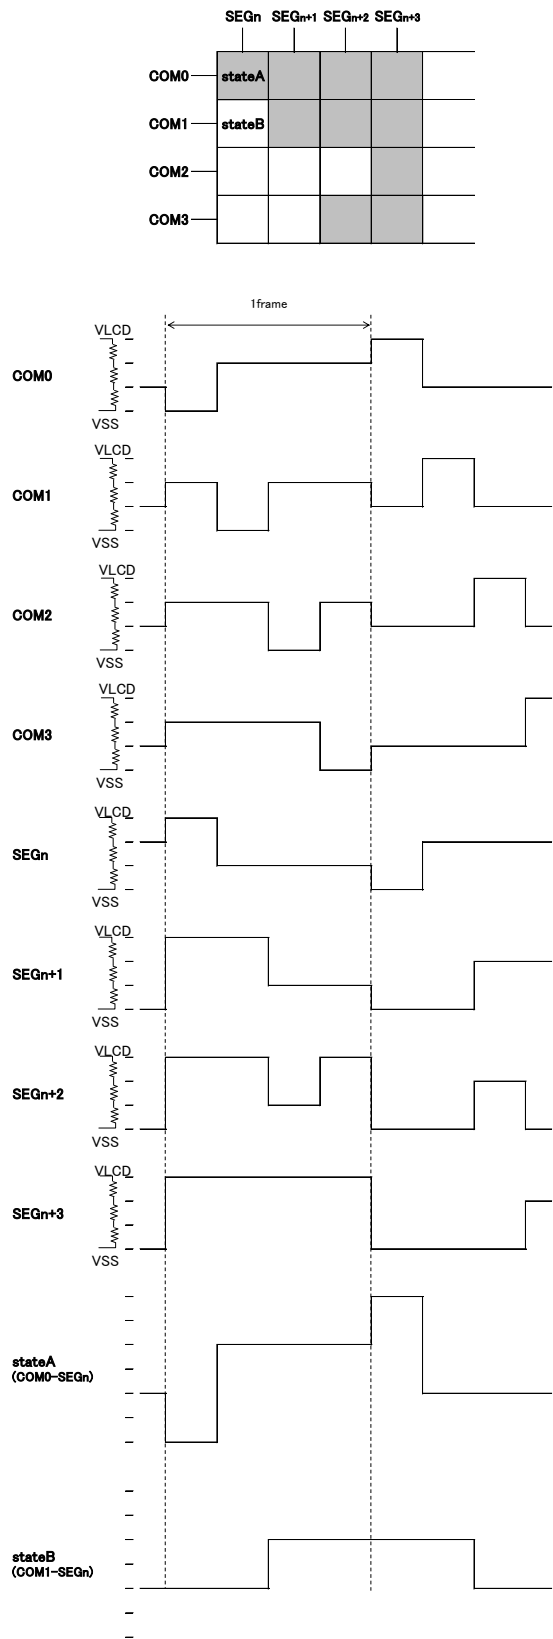 SEGn SEGn+1 SEGn+2 SEGn+3
COM0 stateA
COM1 stateB
COM2
COM3
1frame
VLCD
COM0
VSS
VLCD
COM1
VSS
VLCD
COM2
VSS
VLCD
COM3
VSS
VLCD
SEGn
VSS
VLCD
SEGn+1
VSS
VLCD
SEGn+2
VSS
VLCD
SEGn+3
VSS
stateA
(COM0-SEGn)
stateB
(COM1-SEGn)